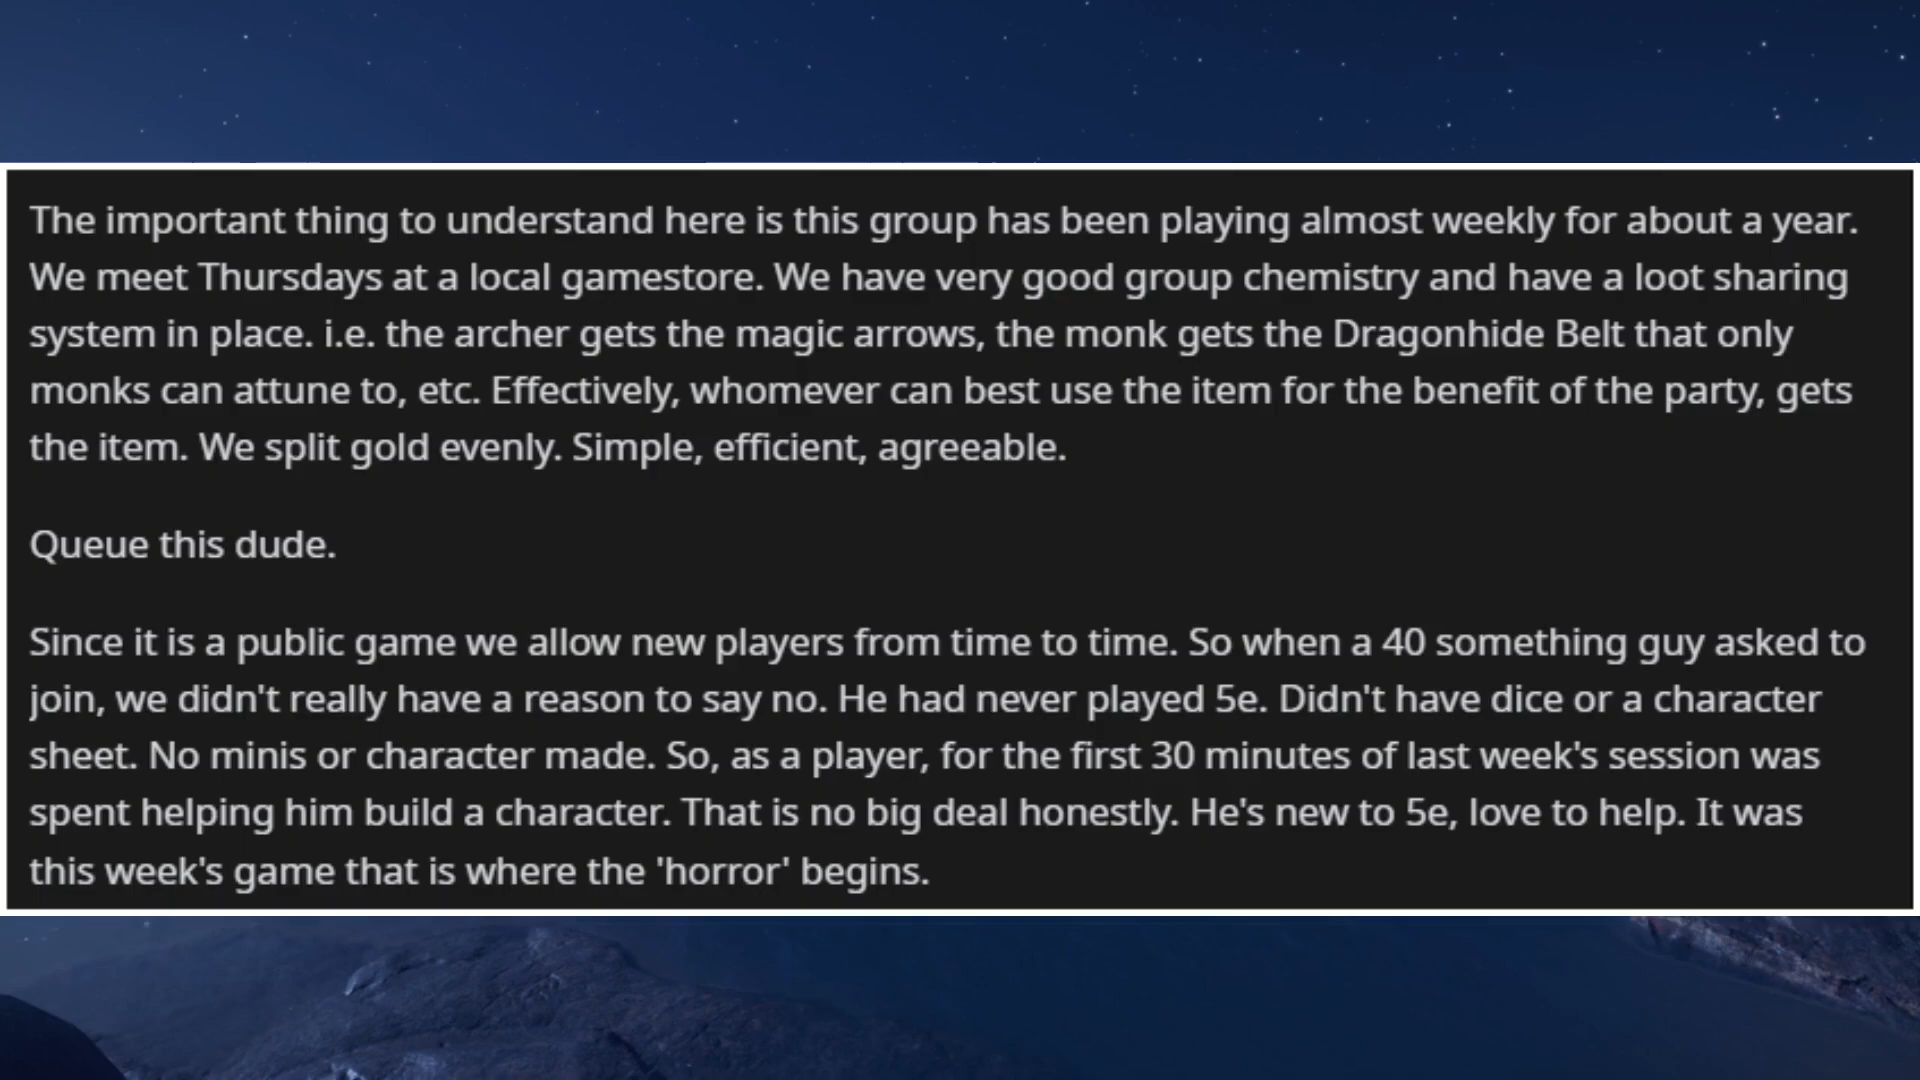 The important thing to understand here is this group has been playing almost weekly for about a year.
We meet Thursdays at a local gamestore. We have very good group chemistry and have a loot sharing
system in place. i.e. the archer gets the magic arrows, the monk gets the Dragonhide Belt that only
monks can attune to, etc. Effectively, whomever can best use the item for the benefit of the party, gets
the item. We split gold evenly. Simple, efficient, agreeable.
Queue this dude.
Since it is a public game we allow new players from time to time. So when a 40 something guy asked to
join, we didn't really have a reason to say no. He had never played 5e. Didn't have dice or a character
sheet. No minis or character made. So, as a player, for the first 30 minutes of last week's session was
spent helping him build a character. That is no big deal honestly. He's new to 5e, love to help. It was
this week's game that is where the 'horror' begins.